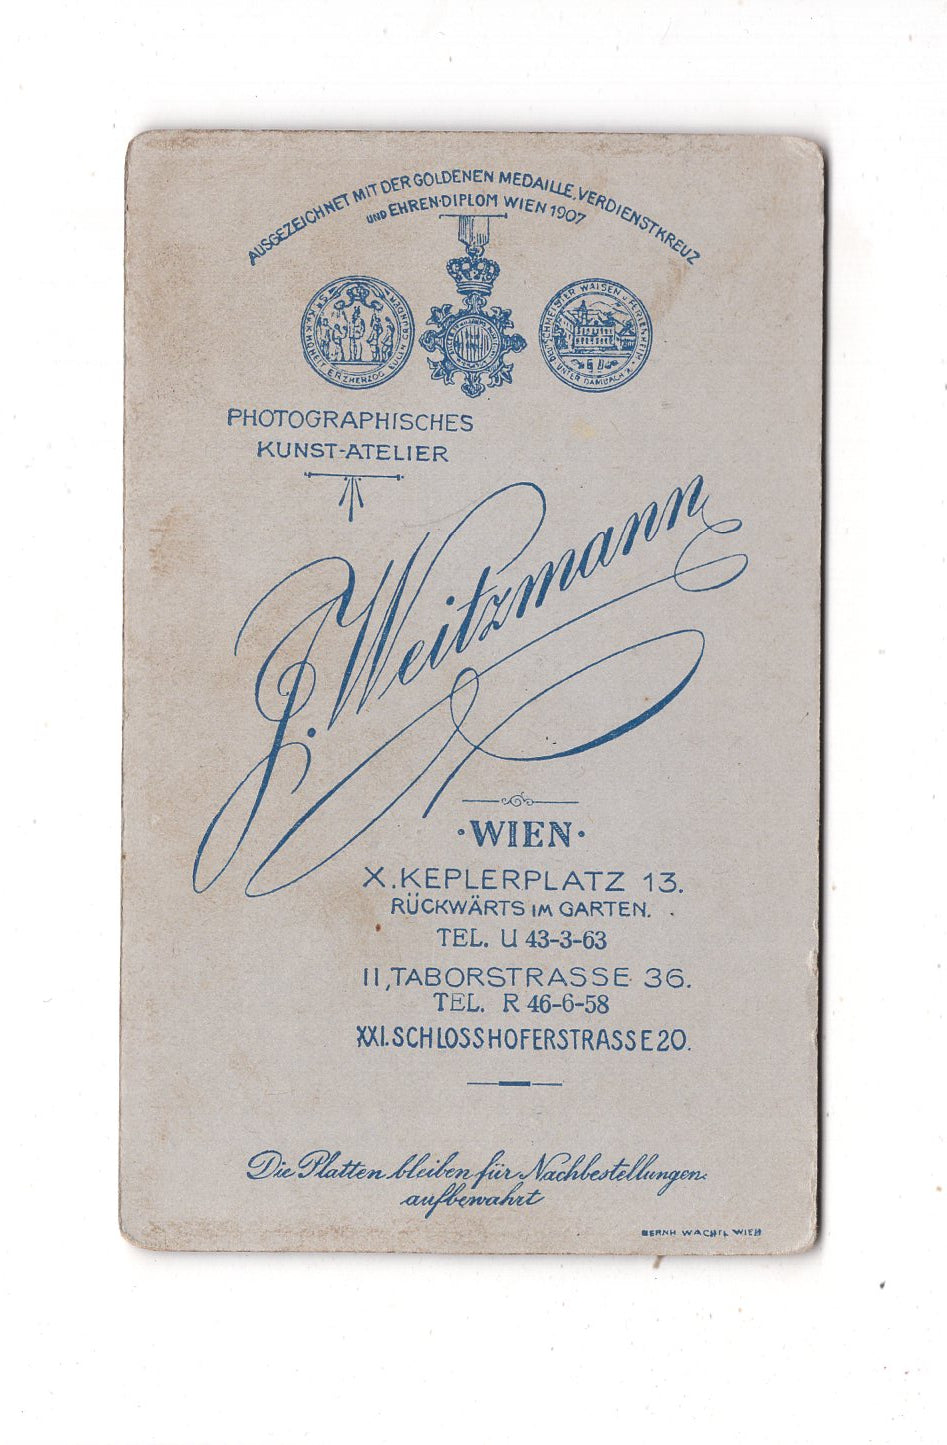 AUSGEZEICHNET MIT DER GOLDENEN MEDAILLE, VERDIENSTKREUZ
UND EHREN-DIPLOM WIEN 1907
PHOTOGRAPHISCHES
KUNST-ATELIER
J. Weitzmann
·WIEN·
X. KEPLERPLATZ 13.
RÜCKWÄRTS IM GARTEN.
TEL. U 43-3-63
II, TABORSTRASSE 36.
TEL. R 46-6-58
XXI. SCHLOSSHOFERSTRASSE 20.
Die Platten bleiben für Nachbestellungen
aufbewahrt
BERNH WACHTL WIEN